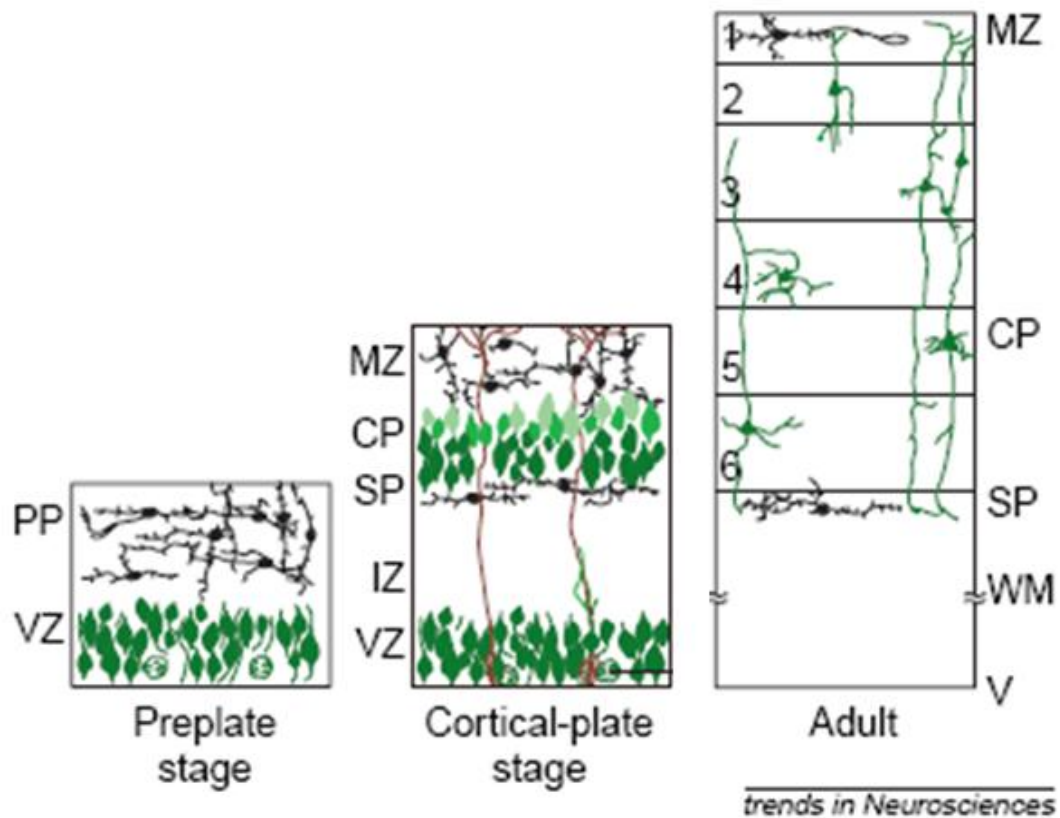 PP
VZ
Preplate
stage
MZ
CP
SP
IZ
VZ
Cortical-plate
stage
1
2
3
4
5
6
MZ
CP
SP
WM
V
Adult
trends in Neurosciences